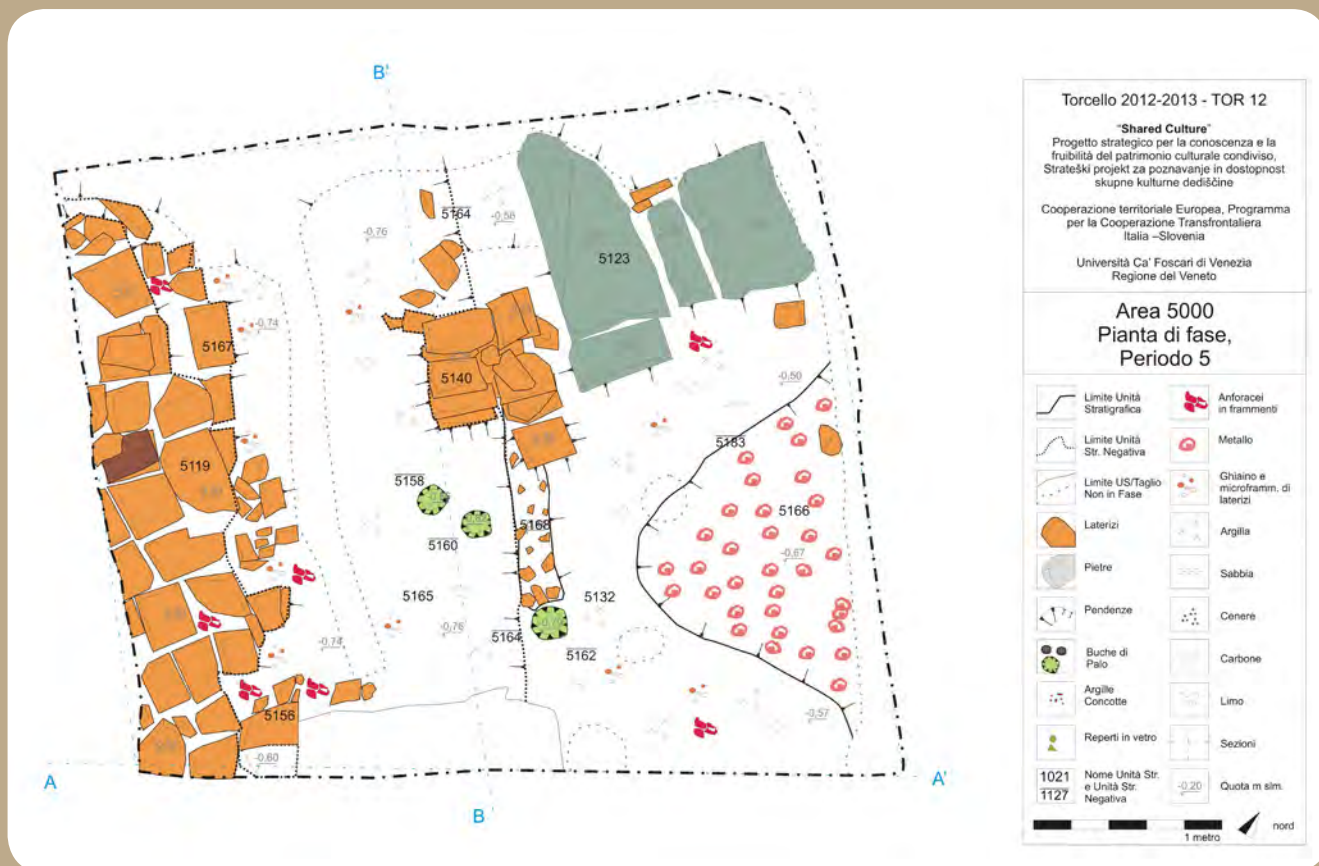 B'
5164
-0,58
-0,76
5123
-0,74
5167
5140
-0,50
5183
5119
5158
5166
5168
5160
-0,67
5165
5132
-0,76
5164
-0,74
5162
5156
-0,57
-0,60
A
A'
B'
Torcello 2012-2013 - TOR 12
"Shared Culture"
Progetto strategico per la conoscenza e la
fruibilità del patrimonio culturale condiviso,
Strateški projekt za poznavanje in dostopnost
skupne kulturne dediščine
Cooperazione territoriale Europea, Programma
per la Cooperazione Transfrontaliera
Italia –Slovenia
Università Ca' Foscari di Venezia
Regione del Veneto
Area 5000
Pianta di fase,
Periodo 5
Limite Unità
Stratigrafica
Limite Unità
Str. Negativa
Limite US/Taglio
Non in Fase
Laterizi
Pietre
Pendenze
Buche di
Palo
Argille
Concotte
Reperti in vetro
1021
1127
Nome Unità Str.
e Unità Str.
Negativa
Anforacei
in frammenti
Metallo
Ghiaino e
microframm. di
laterizi
Argilla
Sabbia
Cenere
Carbone
Limo
Sezioni
-0,20
Quota m slm.
1 metro
nord